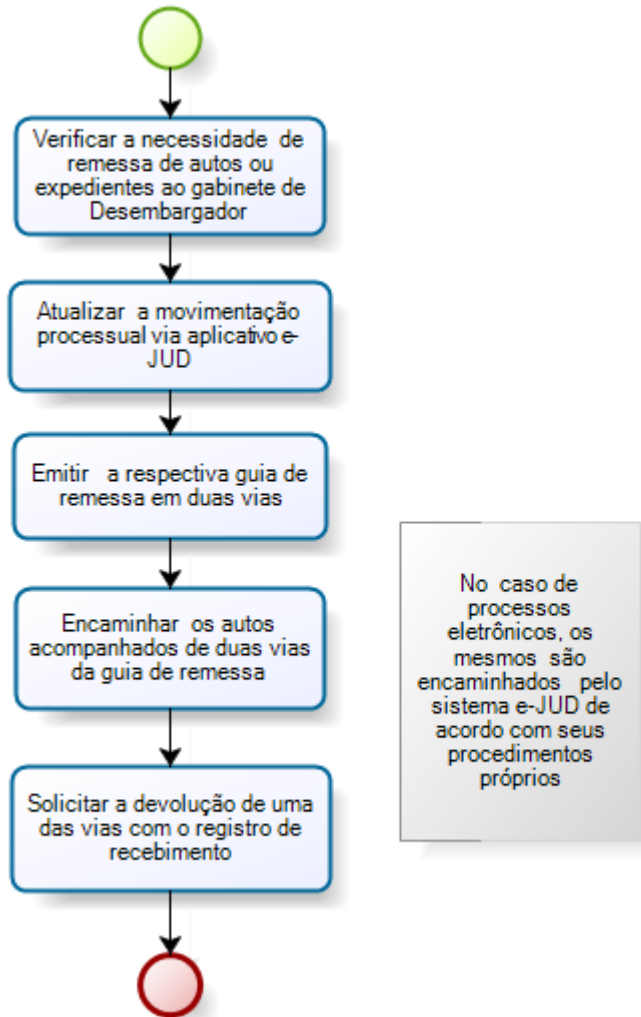 Verificar a necessidade de
remessa de autos ou
expedientes ao gabinete de
Desembargador
Atualizar a movimentação
processual via aplicativo e-
JUD
Emitir a respectiva guia de
remessa em duas vias
Encaminhar os autos
acompanhados de duas vias
da guia de remessa
Solicitar a devolução de uma
das vias com o registro de
recebimento
No caso de
processos
eletrônicos, os
mesmos são
encaminhados pelo
sistema e-JUD de
acordo com seus
procedimentos
próprios